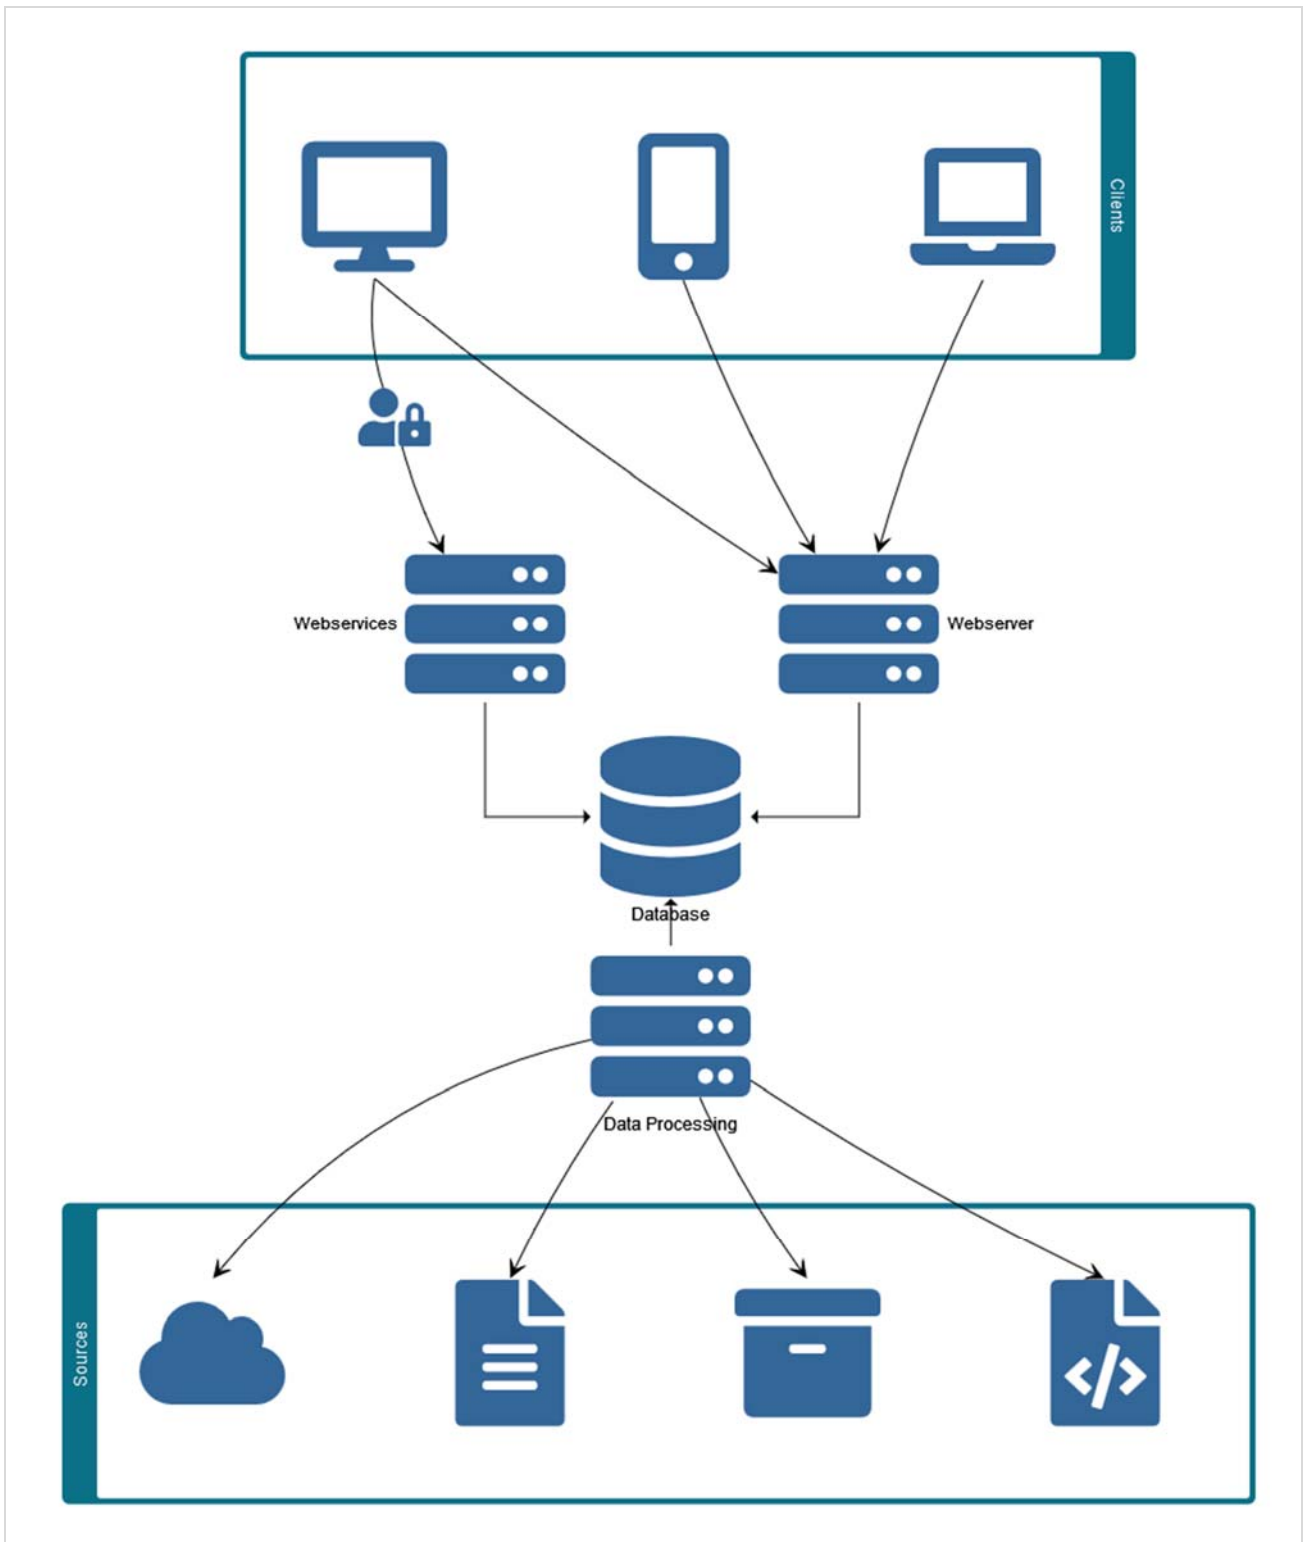 Clients
Webservices
Webserver
Database
Data Processing
Sources